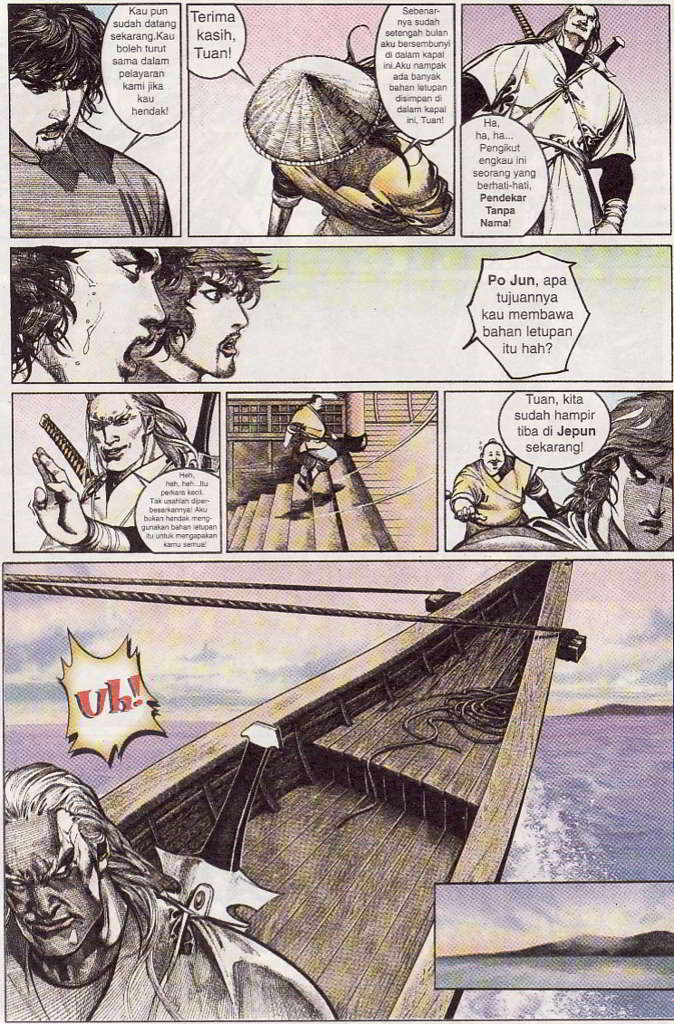 Kau pun
sudah datang
sekarang.Kau
boleh turut
sama dalam
pelayaran
kami jika
kau
hendak!
Terima
kasih,
Tuan!
Sebenar-
nya sudah
setengah bulan
aku bersembunyi
di dalam kapal
ini.Aku nampak
ada banyak
bahan letupan
disimpan di
dalam kapal
ini, Tuan!
Ha,
ha, ha...
Pengikut
engkau ini
seorang yang
berhati-hati,
Pendekar
Tanpa
Nama!
Po Jun, apa
tujuannya
kau membawa
bahan letupan
itu hah?
Heh,
heh, heh...Itu
perkara kecil.
Tak usahlah diper-
besarkannya! Aku
bukan hendak meng-
gunakan bahan letupan
itu untuk mengapakan
kamu semua!
Tuan, kita
sudah hampir
tiba di Jepun
sekarang!
Uh!